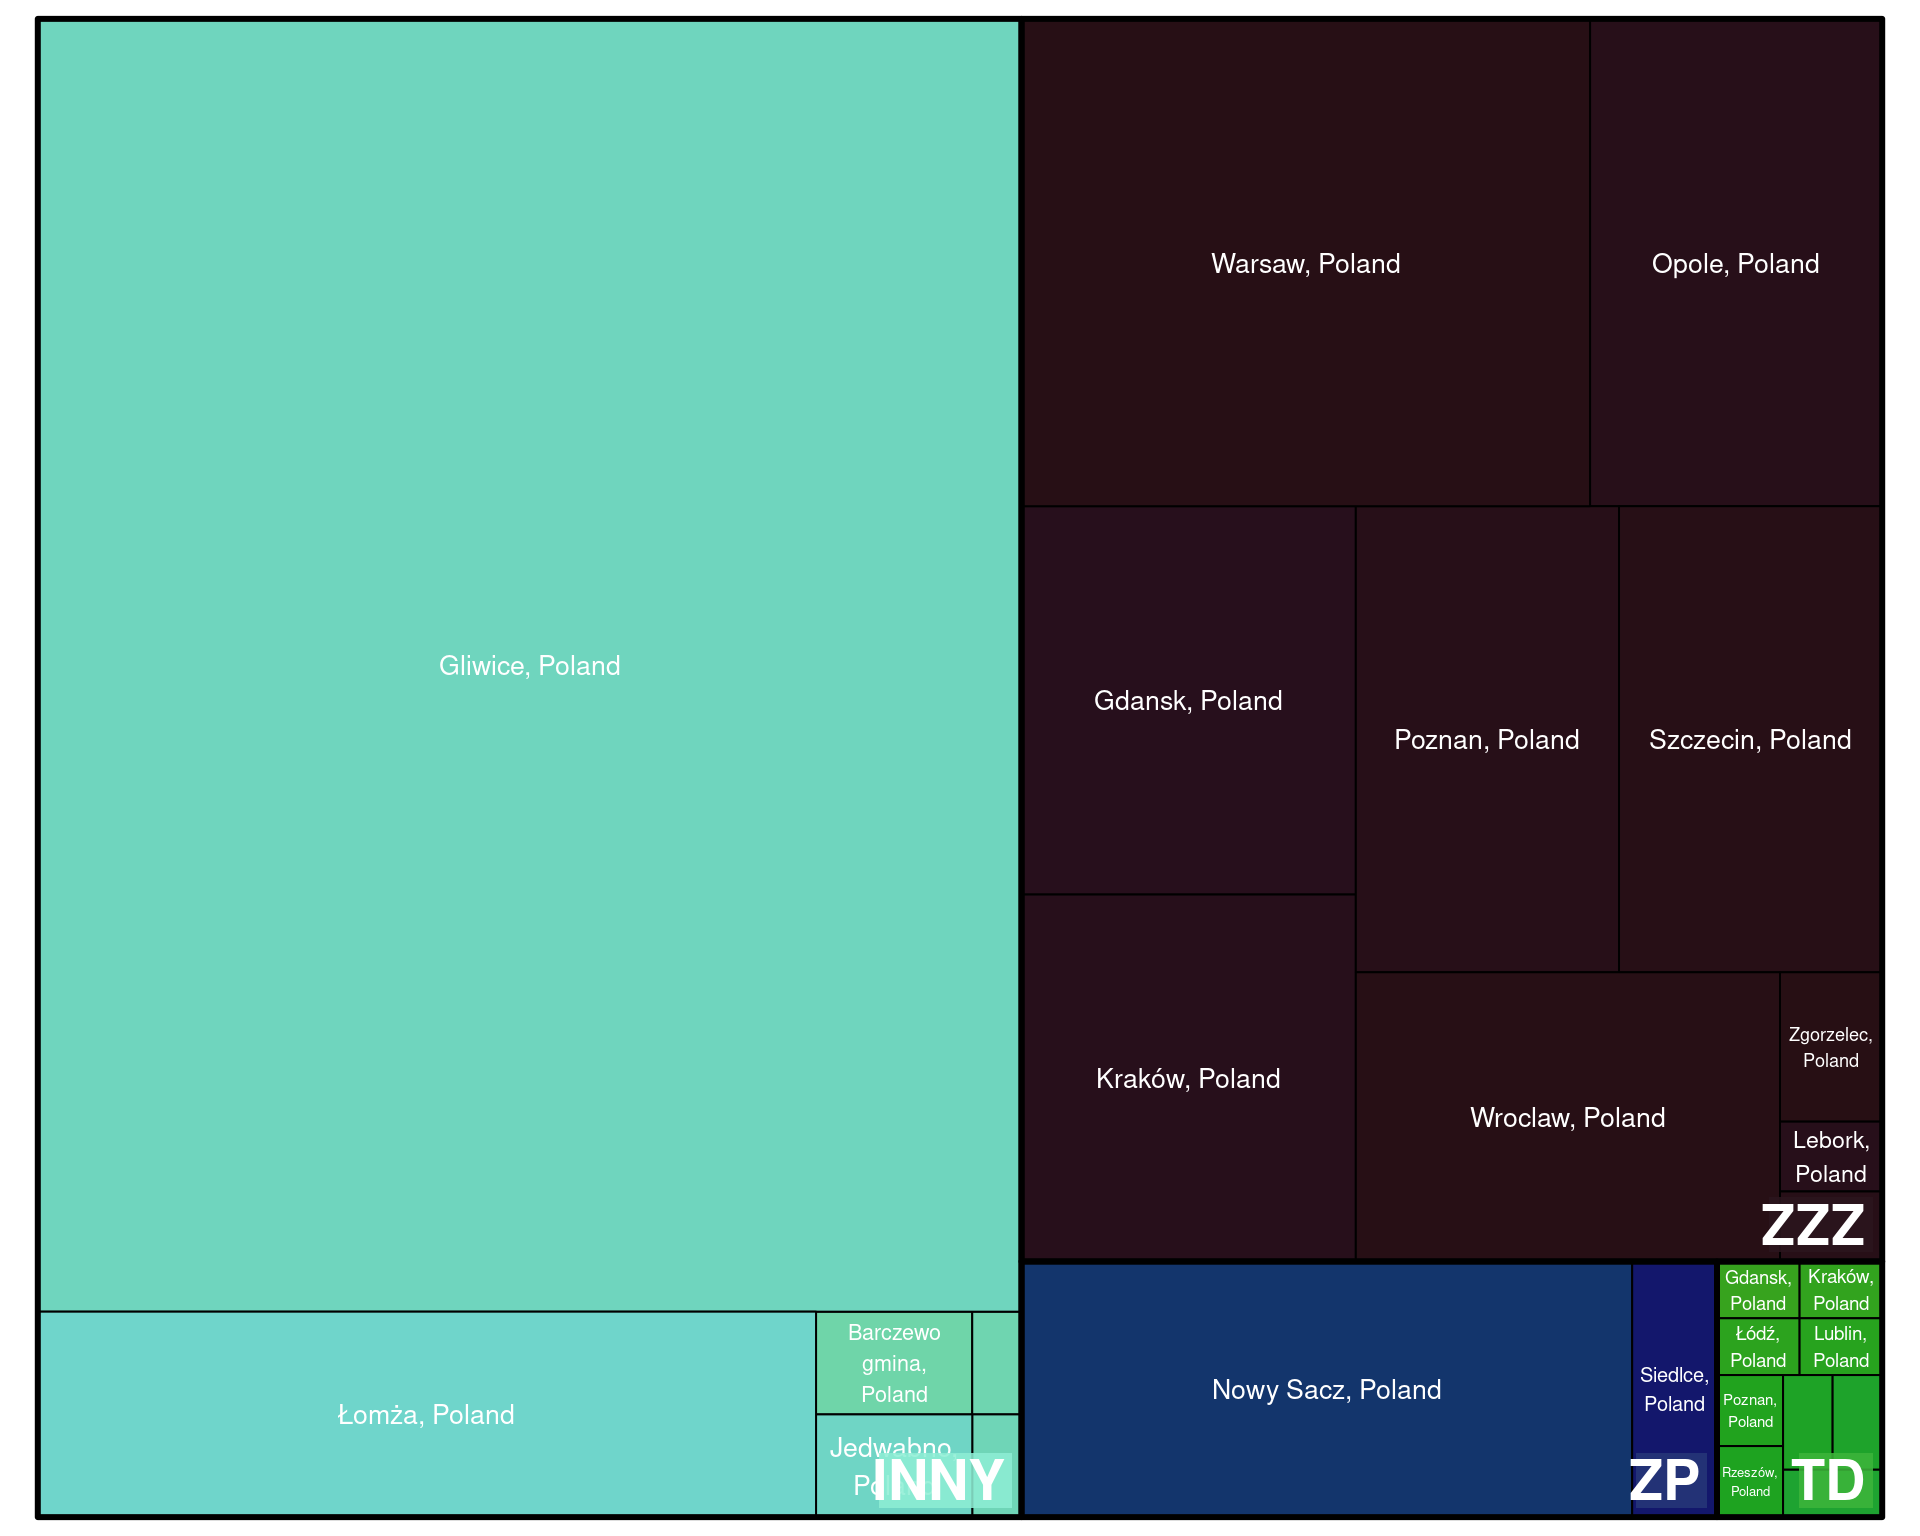 Gliwice, Poland
Łomża, Poland
Barczewo
gmina,
Poland
Jedwabno,
INNY
Warsaw, Poland
Opole, Poland
Gdansk, Poland
Poznan, Poland
Szczecin, Poland
Kraków, Poland
Wroclaw, Poland
Zgorzelec,
Poland
Lebork,
Poland
ZZZ
Nowy Sacz, Poland
Siedlce,
Poland
ZP
Gdansk,
Poland
Kraków,
Poland
Łódź,
Poland
Lublin,
Poland
Poznan,
Poland
Rzeszów,
Poland
TD